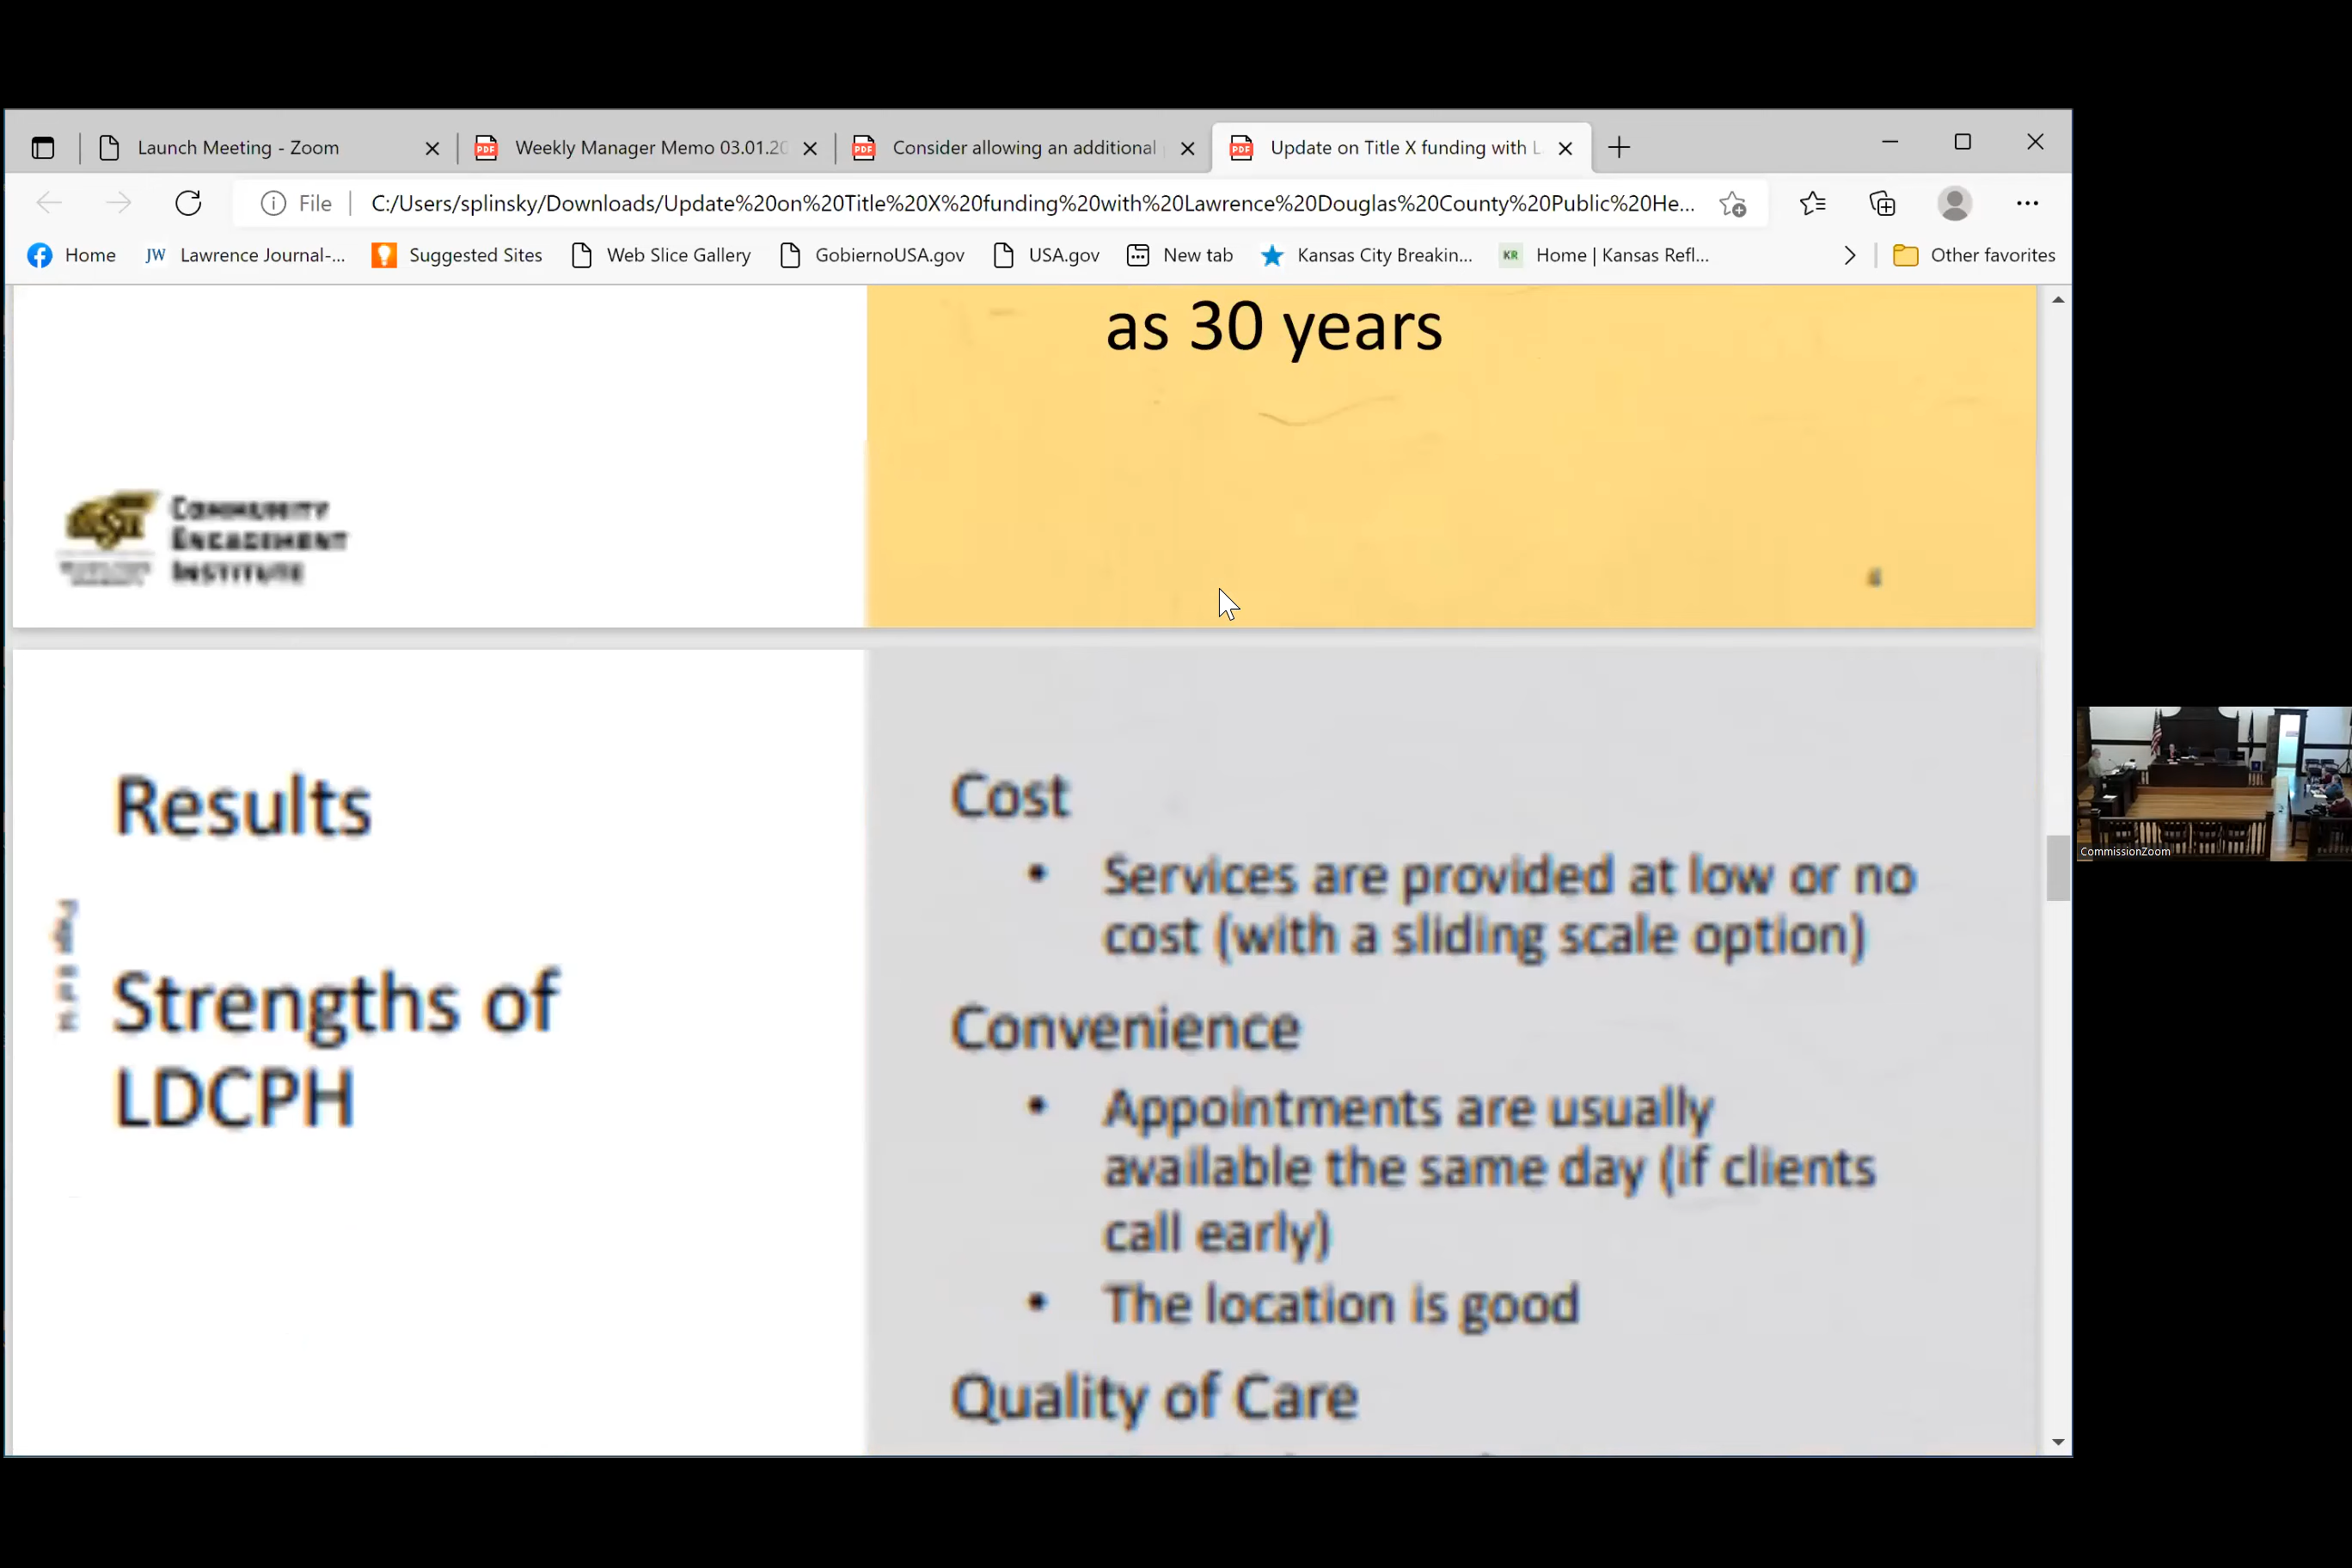 Launch Meeting - Zoom
Weekly Manager Memo 03.01.20
Consider allowing an additional
Update on Title X funding with L
File
C:/Users/splinsky/Downloads/Update%20on%20Title%20X%20funding%20with%20Lawrence%20Douglas%20County%20Public%20He...
Home
JW Lawrence Journal-...
Suggested Sites
Web Slice Gallery
GobiernoUSA.gov
USA.gov
New tab
Kansas City Breakin...
KR Home | Kansas Refl...
Other favorites
as 30 years
COMMUNITY
ENGAGEMENT
INSTITUTE
4
Results
Strengths of
LDCPH
Cost
• Services are provided at low or no
cost (with a sliding scale option)
Convenience
• Appointments are usually
available the same day (if clients
call early)
• The location is good
Quality of Care
CommissionZoom